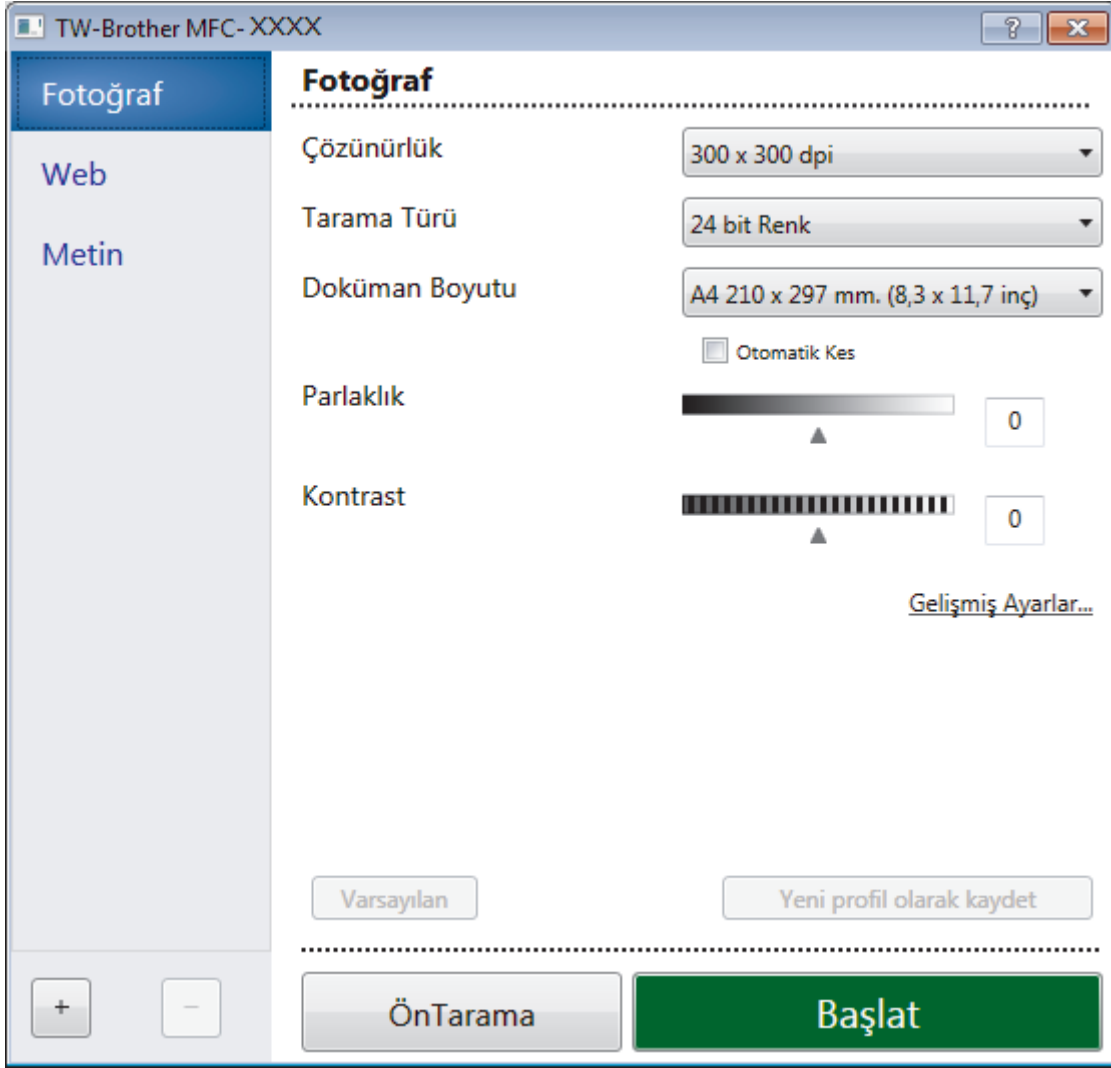 TW-Brother MFC- XXXX
?
Fotoğraf
Web
Metin
Fotoğraf
Çözünürlük 300 x 300 dpi
Tarama Türü 24 bit Renk
Doküman Boyutu A4 210 x 297 mm. (8,3 x 11,7 inç)
Otomatik Kes
Parlaklık 0
Kontrast 0
Gelişmiş Ayarlar...
Varsayılan Yeni profil olarak kaydet
+ − ÖnTarama Başlat